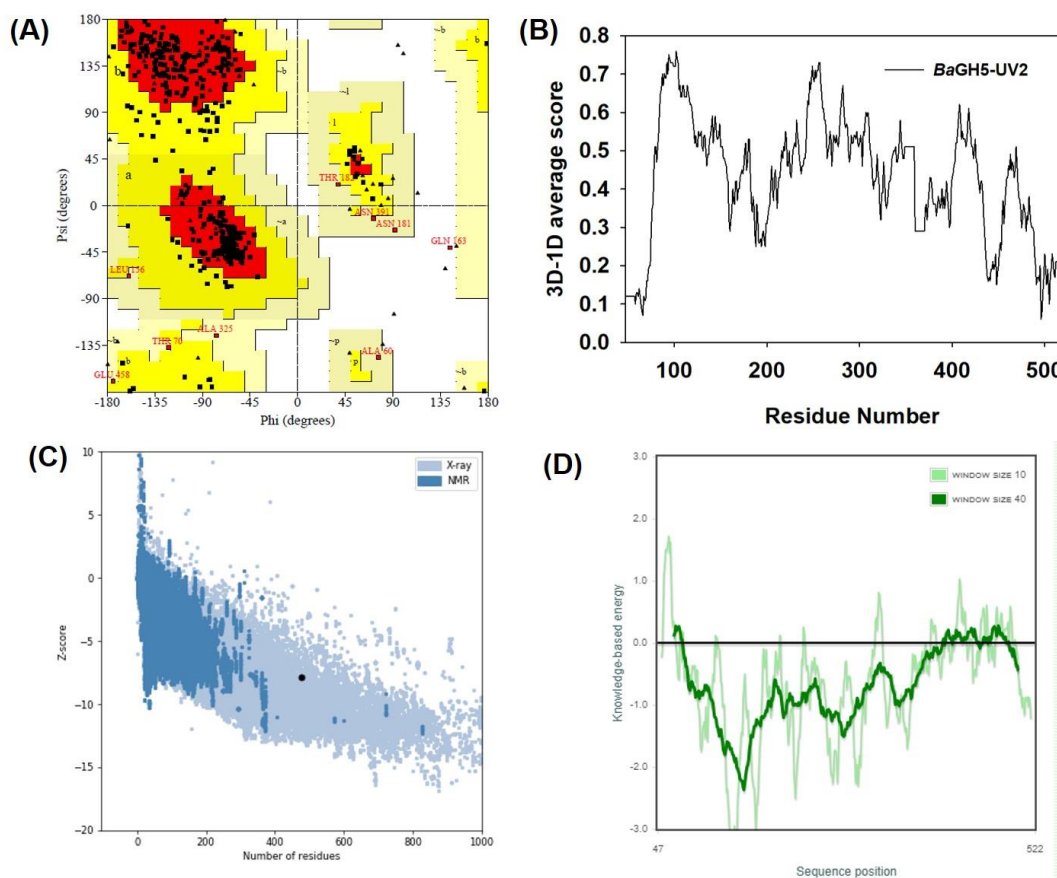 (A)
180
135
90
45
0
-45
-90
-135
-180
-135
-90
-45
0
45
90
135
180
Psi (degrees)
Phi (degrees)
b
~b
~b
b
~l
l
a
~a
THR 182
ASN 391
ASN 181
GLN 163
LEU 156
ALA 325
THR 70
ALA 60
GLU 458
~b
b
~p
p
~b
(B)
0.8
0.7
0.6
0.5
0.4
0.3
0.2
0.1
0.0
3D-1D average score
BaGH5-UV2
100 200 300 400 500
Residue Number
(C)
10
5
0
−5
−10
−15
−20
Z-score
X-ray
NMR
0 200 400 600 800 1000
Number of residues
(D)
3.0
2.0
1.0
0.0
-1.0
-2.0
-3.0
Knowledge-based energy
WINDOW SIZE 10
WINDOW SIZE 40
47 522
Sequence position